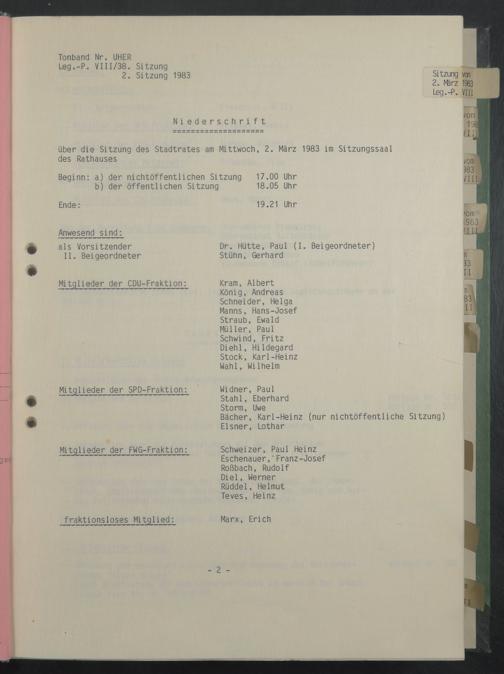 Tonband Nr. UHER
Leg.-P. VIII/38. Sitzung
2. Sitzung 1983
Sitzung vom
2. März 1983
Leg.-P. VIII
Niederschrift
über die Sitzung des Stadtrates am Mittwoch, 2. März 1983 im Sitzungssaal
des Rathauses
Beginn: a) der nichtöffentlichen Sitzung 17.00 Uhr
b) der öffentlichen Sitzung 18.05 Uhr
Ende: 19.21 Uhr
Anwesend sind:
als Vorsitzender Dr. Hütte, Paul (I. Beigeordneter)
II. Beigeordneter Stühn, Gerhard
Mitglieder der CDU-Fraktion: Kram, Albert
König, Andreas
Schneider, Helga
Manns, Hans-Josef
Straub, Ewald
Müller, Paul
Schwind, Fritz
Diehl, Hildegard
Stock, Karl-Heinz
Wahl, Wilhelm
Mitglieder der SPD-Fraktion: Widner, Paul
Stahl, Eberhard
Storm, Uwe
Bächer, Karl-Heinz (nur nichtöffentliche Sitzung)
Elsner, Lothar
Mitglieder der FWG-Fraktion: Schweizer, Paul Heinz
Eschenauer, Franz-Josef
Roßbach, Rudolf
Diel, Werner
Rüddel, Helmut
Teves, Heinz
fraktionsloses Mitglied: Marx, Erich
- 2 -